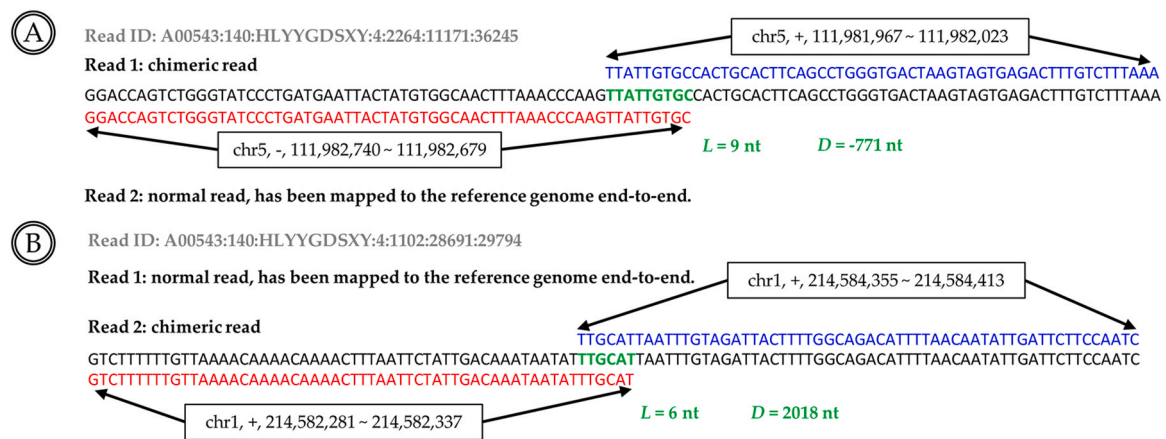 A
Read ID: A00543:140:HLYYGDSXY:4:2264:11171:36245
chr5, +, 111,981,967 ~ 111,982,023
Read 1: chimeric read
TTATTGTGCCACTGCACTTCAGCCTGGGTGACTAAGTAGTGAGACTTTGTCTTTAAA
GGACCAGTCTGGGTATCCCTGATGAATTACTATGTGGCAACTTTAAACCCAAGTTATTGTGCCACTGCACTTCAGCCTGGGTGACTAAGTAGTGAGACTTTGTCTTTAAA
GGACCAGTCTGGGTATCCCTGATGAATTACTATGTGGCAACTTTAAACCCAAGTTATTGTGC
chr5, -, 111,982,740 ~ 111,982,679
L = 9 nt D = -771 nt
Read 2: normal read, has been mapped to the reference genome end-to-end.
B
Read ID: A00543:140:HLYYGDSXY:4:1102:28691:29794
Read 1: normal read, has been mapped to the reference genome end-to-end.
chr1, +, 214,584,355 ~ 214,584,413
Read 2: chimeric read
TTGCATTAATTTGTAGATTACTTTTGGCAGACATTTTAACAATATTGATTCTTCCAATC
GTCTTTTTTGTTAAAACAAAACAAAACTTTAATTCTATTGACAAATAATATTTGCATTAATTTGTAGATTACTTTTGGCAGACATTTTAACAATATTGATTCTTCCAATC
GTCTTTTTTGTTAAAACAAAACAAAACTTTAATTCTATTGACAAATAATATTTGCAT
chr1, +, 214,582,281 ~ 214,582,337
L = 6 nt D = 2018 nt